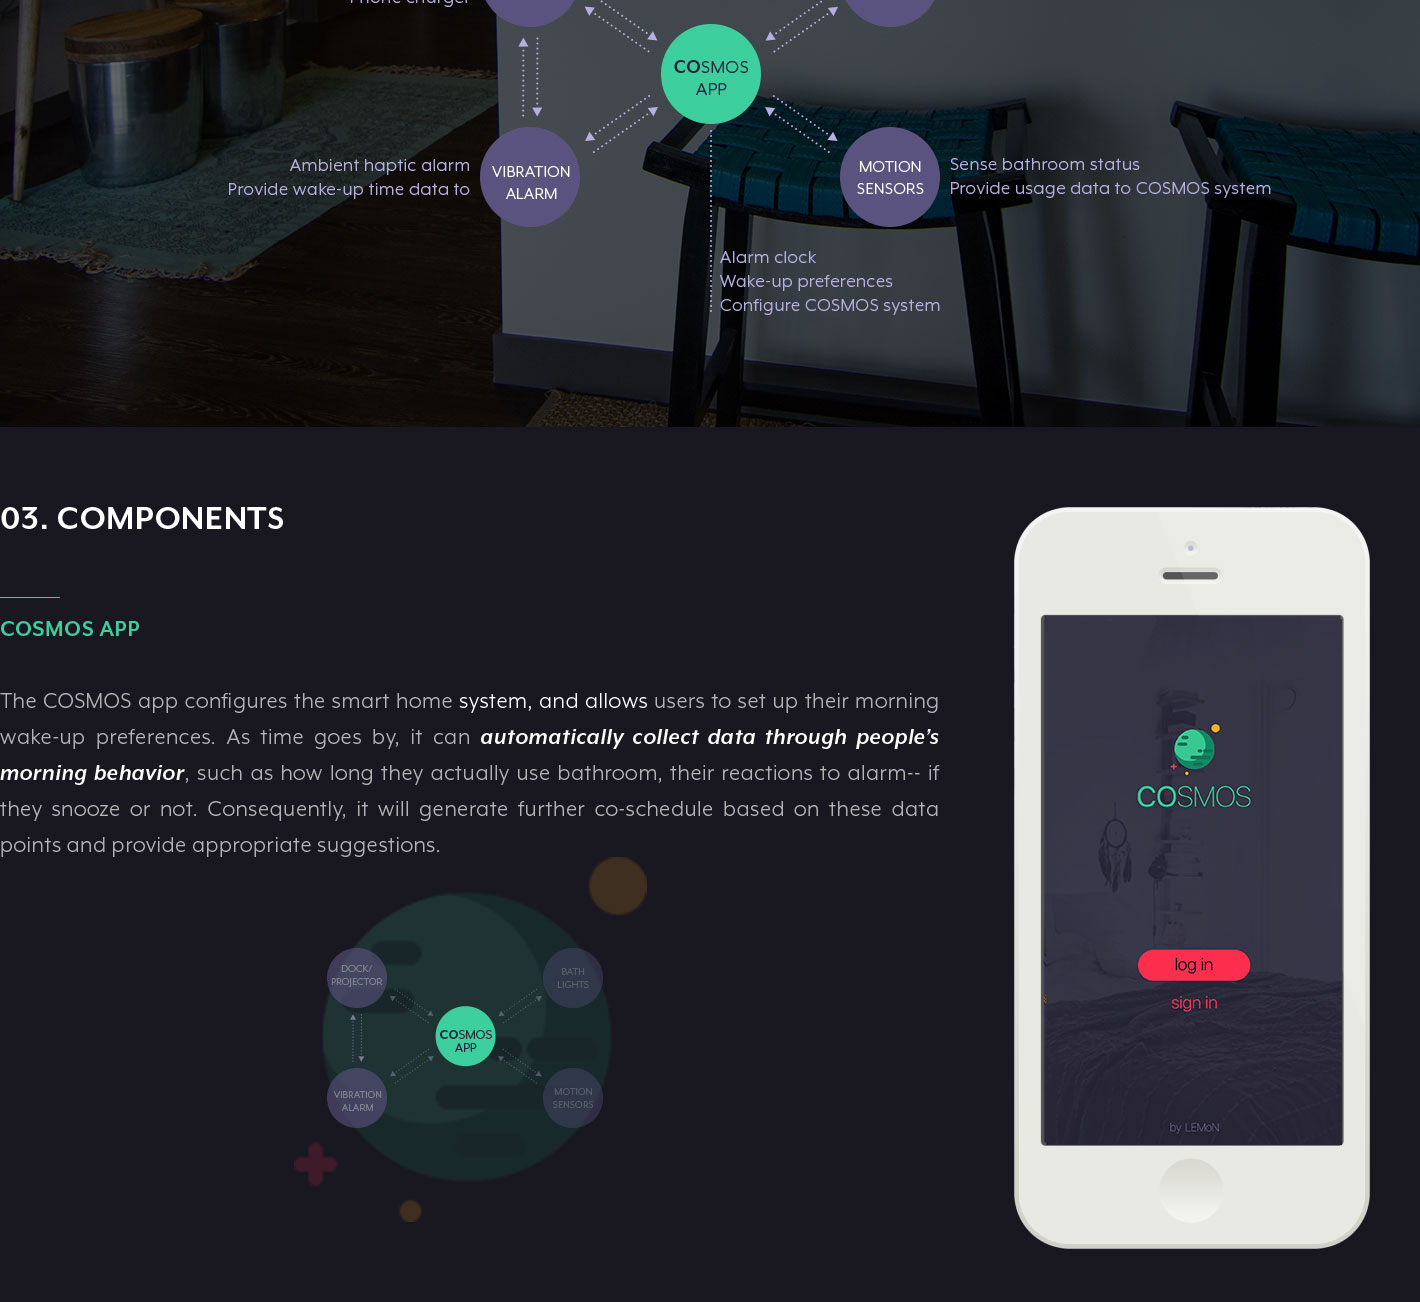 Phone charger
COSMOS
APP
Ambient haptic alarm
Provide wake-up time data to
VIBRATION
ALARM
MOTION
SENSORS
Sense bathroom status
Provide usage data to COSMOS system
Alarm clock
Wake-up preferences
Configure COSMOS system
03. COMPONENTS
COSMOS APP
The COSMOS app configures the smart home system, and allows users to set up their morning
wake-up preferences. As time goes by, it can automatically collect data through people’s
morning behavior, such as how long they actually use bathroom, their reactions to alarm-- if
they snooze or not. Consequently, it will generate further co-schedule based on these data
points and provide appropriate suggestions.
DOCK/
PROJECTOR
BATH
LIGHTS
COSMOS
APP
VIBRATION
ALARM
MOTION
SENSORS
COSMOS
log in
sign in
by LEMoN